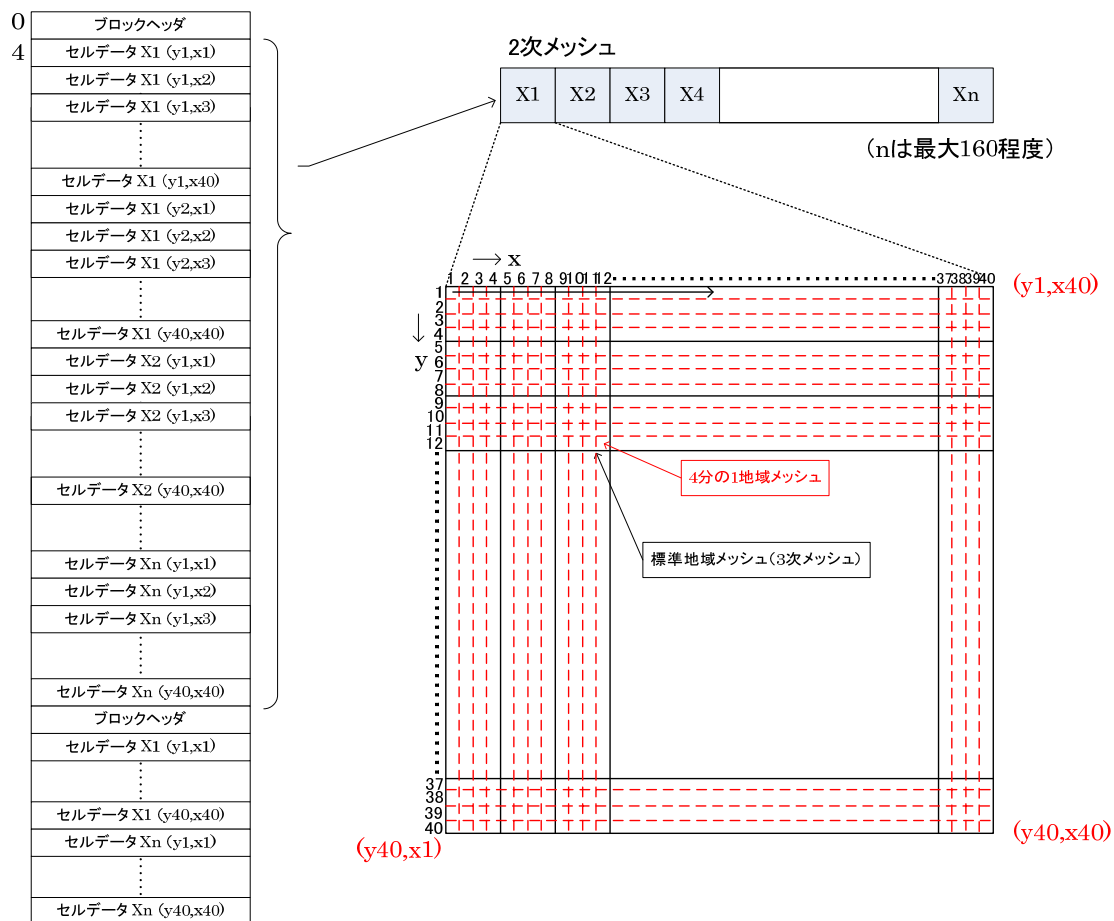 0
ブロックヘッダ
4
セルデータ X1 (y1,x1)
セルデータ X1 (y1,x2)
セルデータ X1 (y1,x3)
セルデータ X1 (y1,x40)
セルデータ X1 (y2,x1)
セルデータ X1 (y2,x2)
セルデータ X1 (y2,x3)
セルデータ X1 (y40,x40)
セルデータ X2 (y1,x1)
セルデータ X2 (y1,x2)
セルデータ X2 (y1,x3)
セルデータ X2 (y40,x40)
セルデータ Xn (y1,x1)
セルデータ Xn (y1,x2)
セルデータ Xn (y1,x3)
セルデータ Xn (y40,x40)
ブロックヘッダ
セルデータ X1 (y1,x1)
セルデータ X1 (y40,x40)
セルデータ Xn (y1,x1)
セルデータ Xn (y40,x40)
2次メッシュ
X1 X2 X3 X4 Xn
(nは最大160程度)
x
1 2 3 4 5 6 7 8 9 10 11 12 37 38 39 40
(y1,x40)
1
2
3
4
y
5
6
7
8
9
10
11
12
4分の1地域メッシュ
標準地域メッシュ(3次メッシュ)
37
38
39
40
(y40,x1)
(y40,x40)